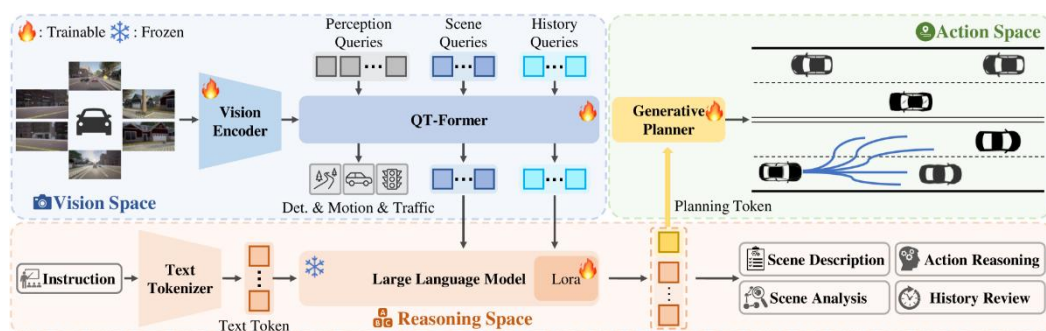 : Trainable
: Frozen
Perception
Queries
Scene
Queries
History
Queries
Action Space
Vision
Encoder
QT-Former
Generative
Planner
Vision Space
Det. & Motion & Traffic
Planning Token
Instruction
Text
Tokenizer
Text Token
Large Language Model
Lora
A
B C
Reasoning Space
Scene Description
Action Reasoning
Scene Analysis
History Review